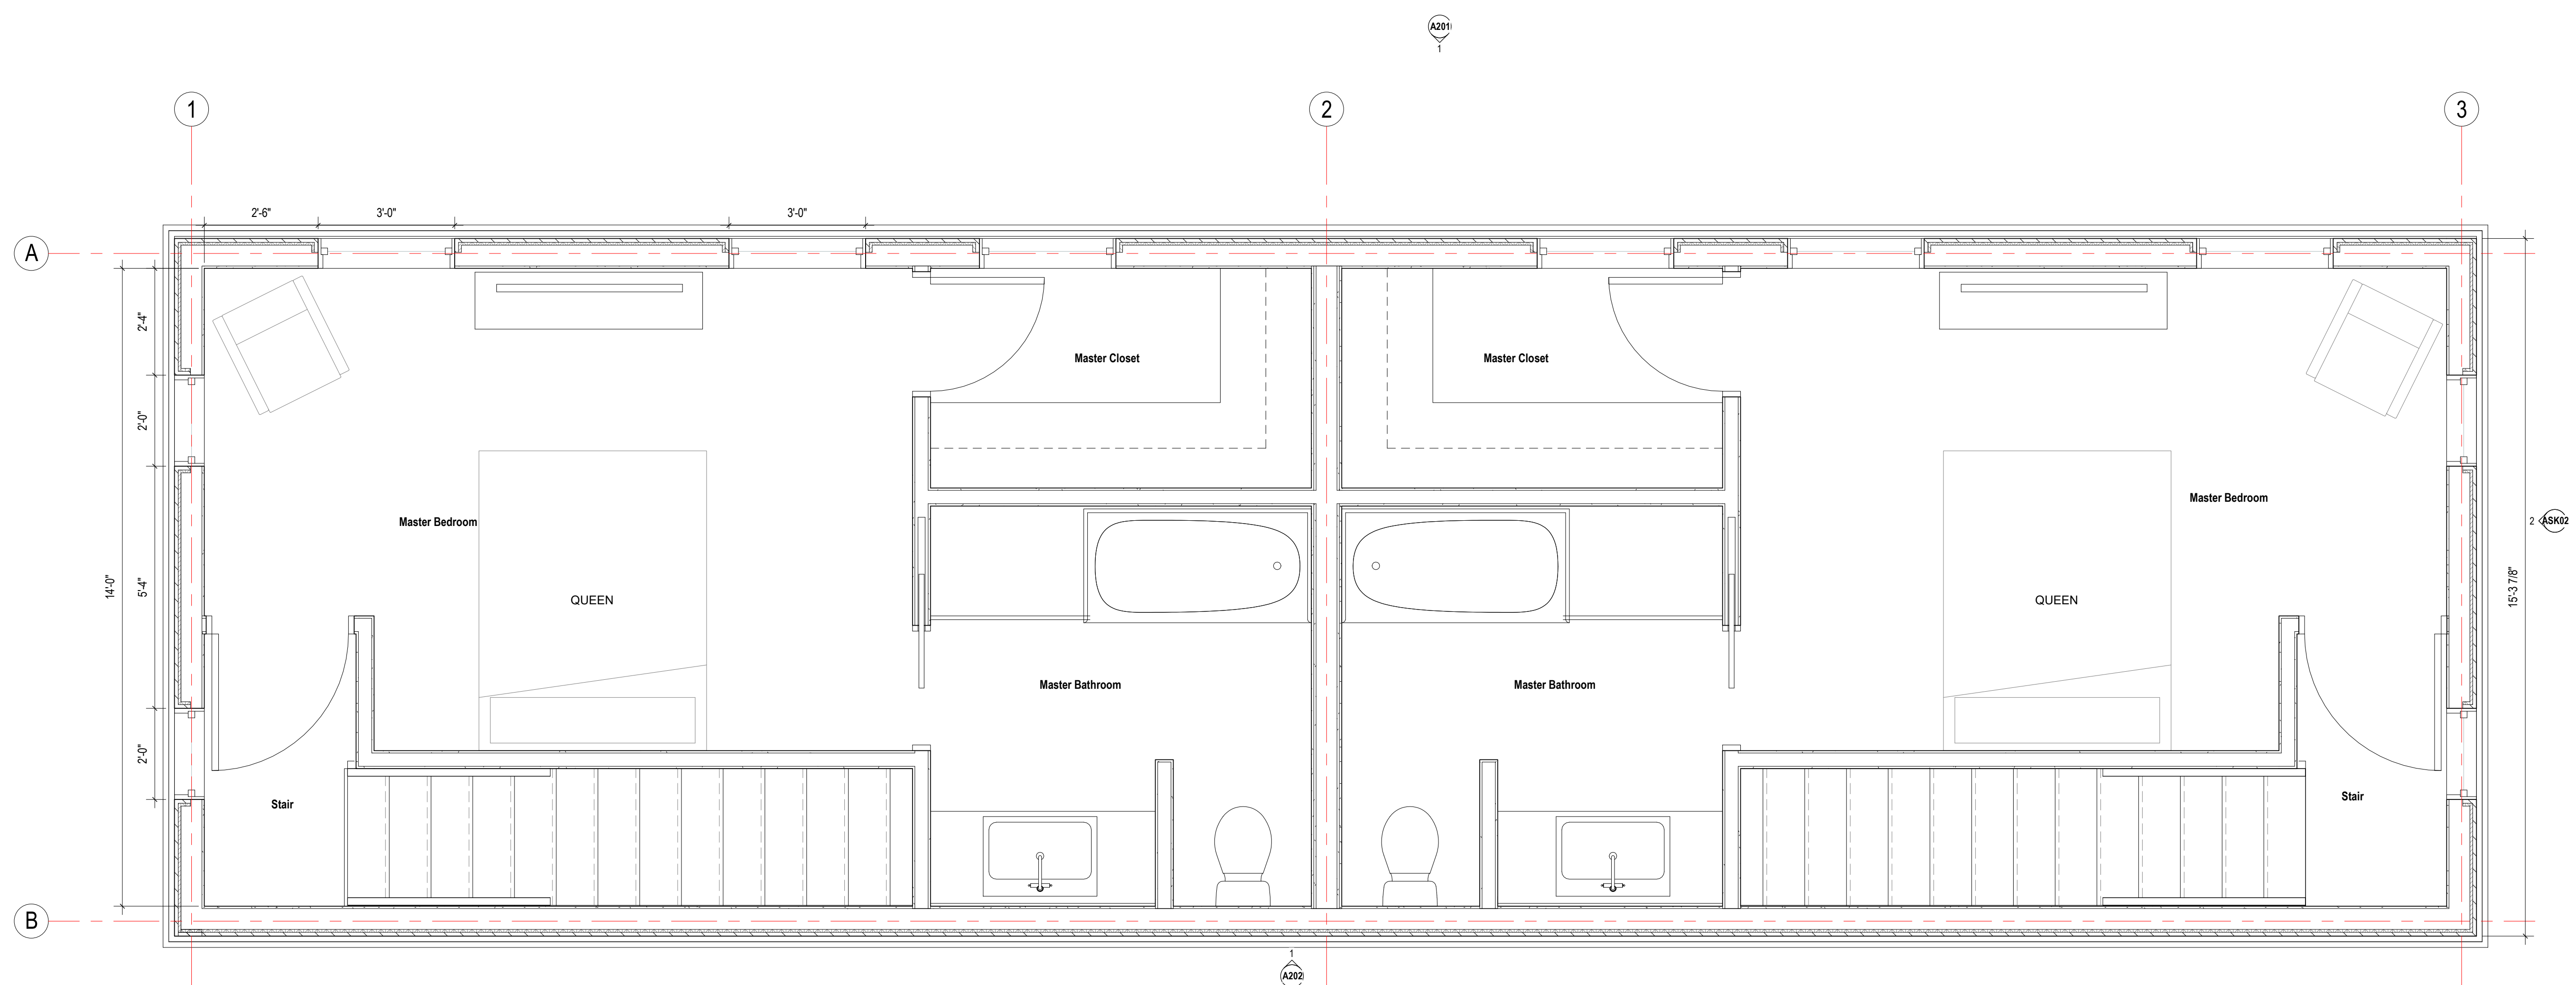 A201
1
1
2
3
2'-6"
3'-0"
3'-0"
A
2'-4"
Master Closet
Master Closet
2'-0"
Master Bedroom
Master Bedroom
2
ASK02
14'-0"
5'-4"
QUEEN
QUEEN
15'-3 7/8"
Master Bathroom
Master Bathroom
2'-0"
Stair
Stair
B
1
A202